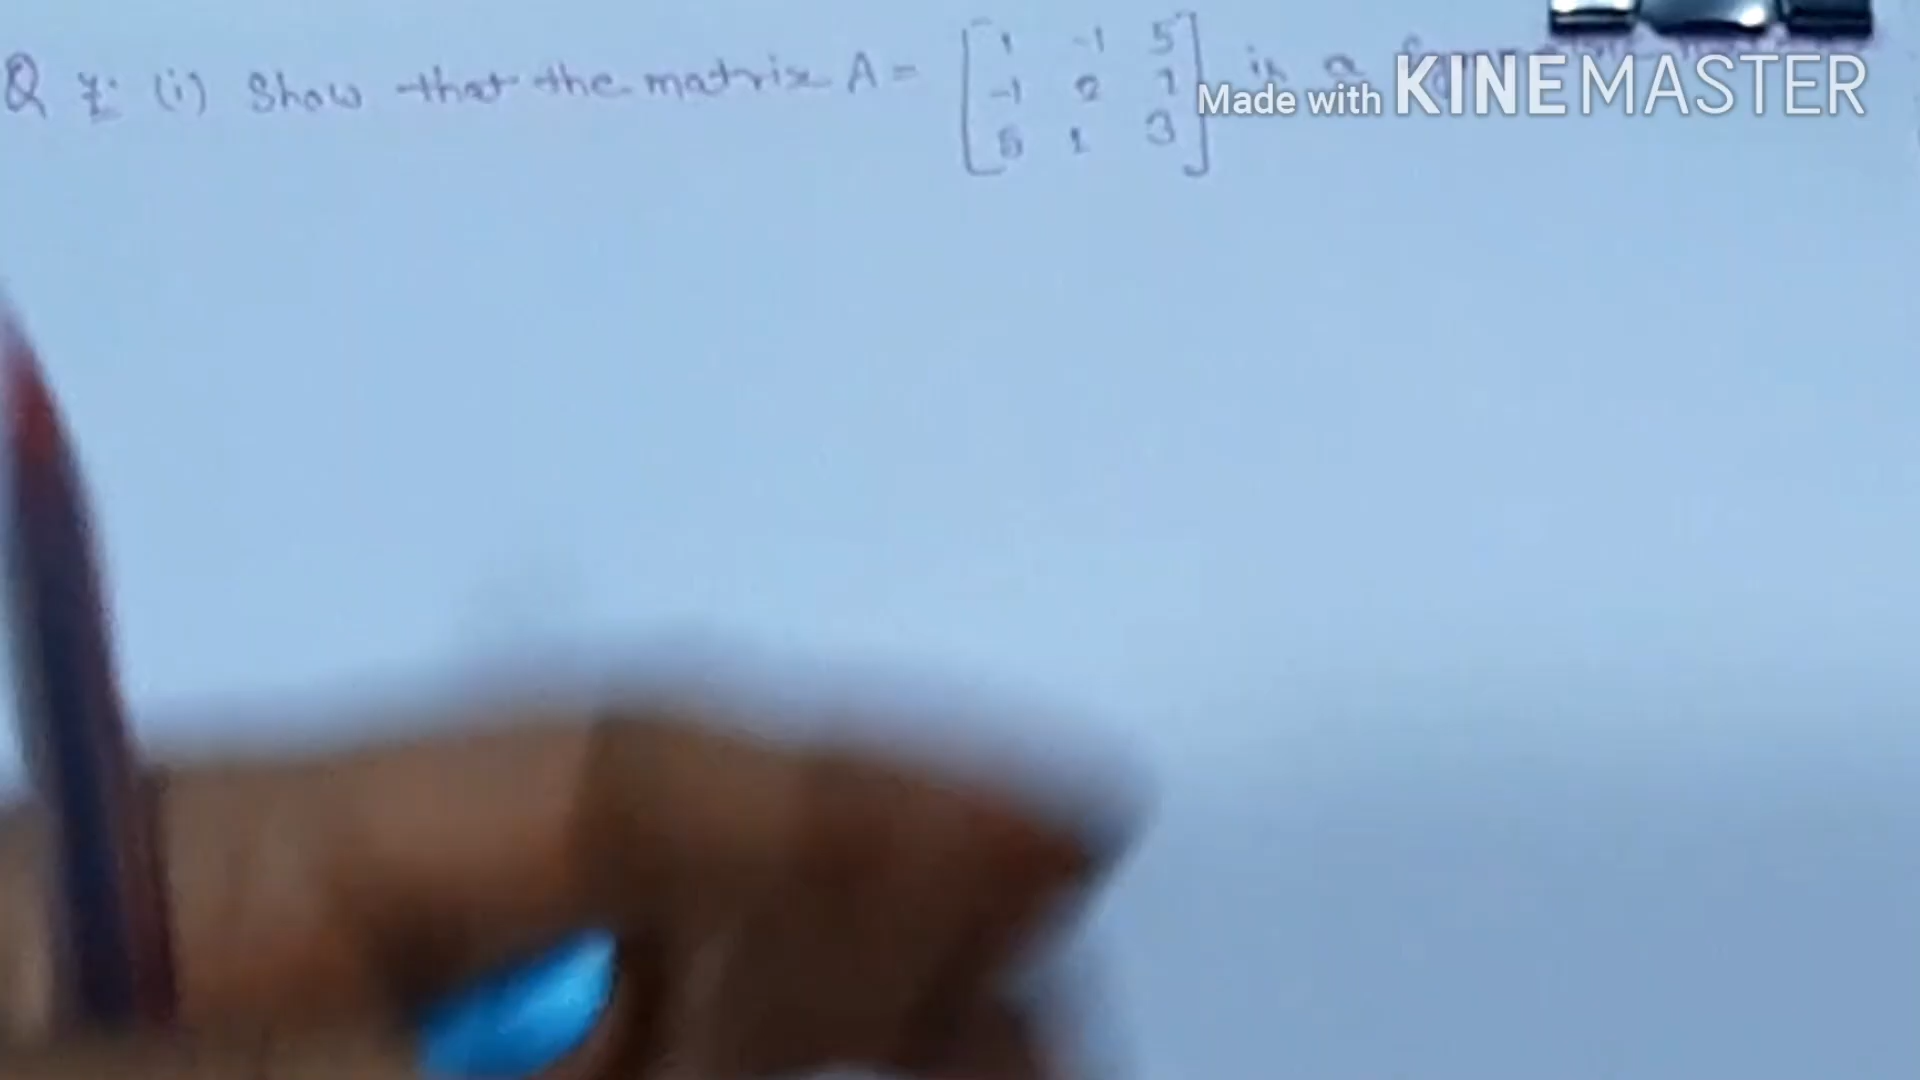 Q 7. (i) Show that the matrix A = [1 -1 5
-1 2 1
5 1 3] is a
Made with KINEMASTER